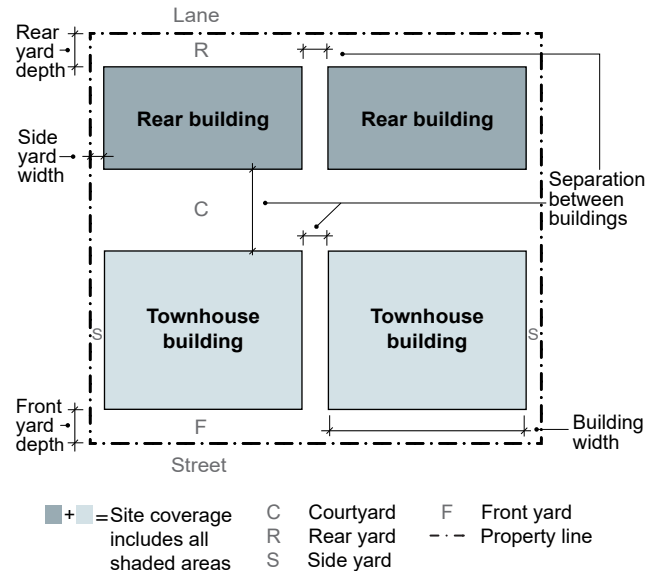 Lane
Rear
yard
depth
R
Rear building
Rear building
Side
yard
width
C
Separation
between
buildings
Townhouse
building
Townhouse
building
S
S
Front
yard
depth
F
Building
width
Street
+ = Site coverage
includes all
shaded areas
C Courtyard
R Rear yard
S Side yard
F Front yard
Property line